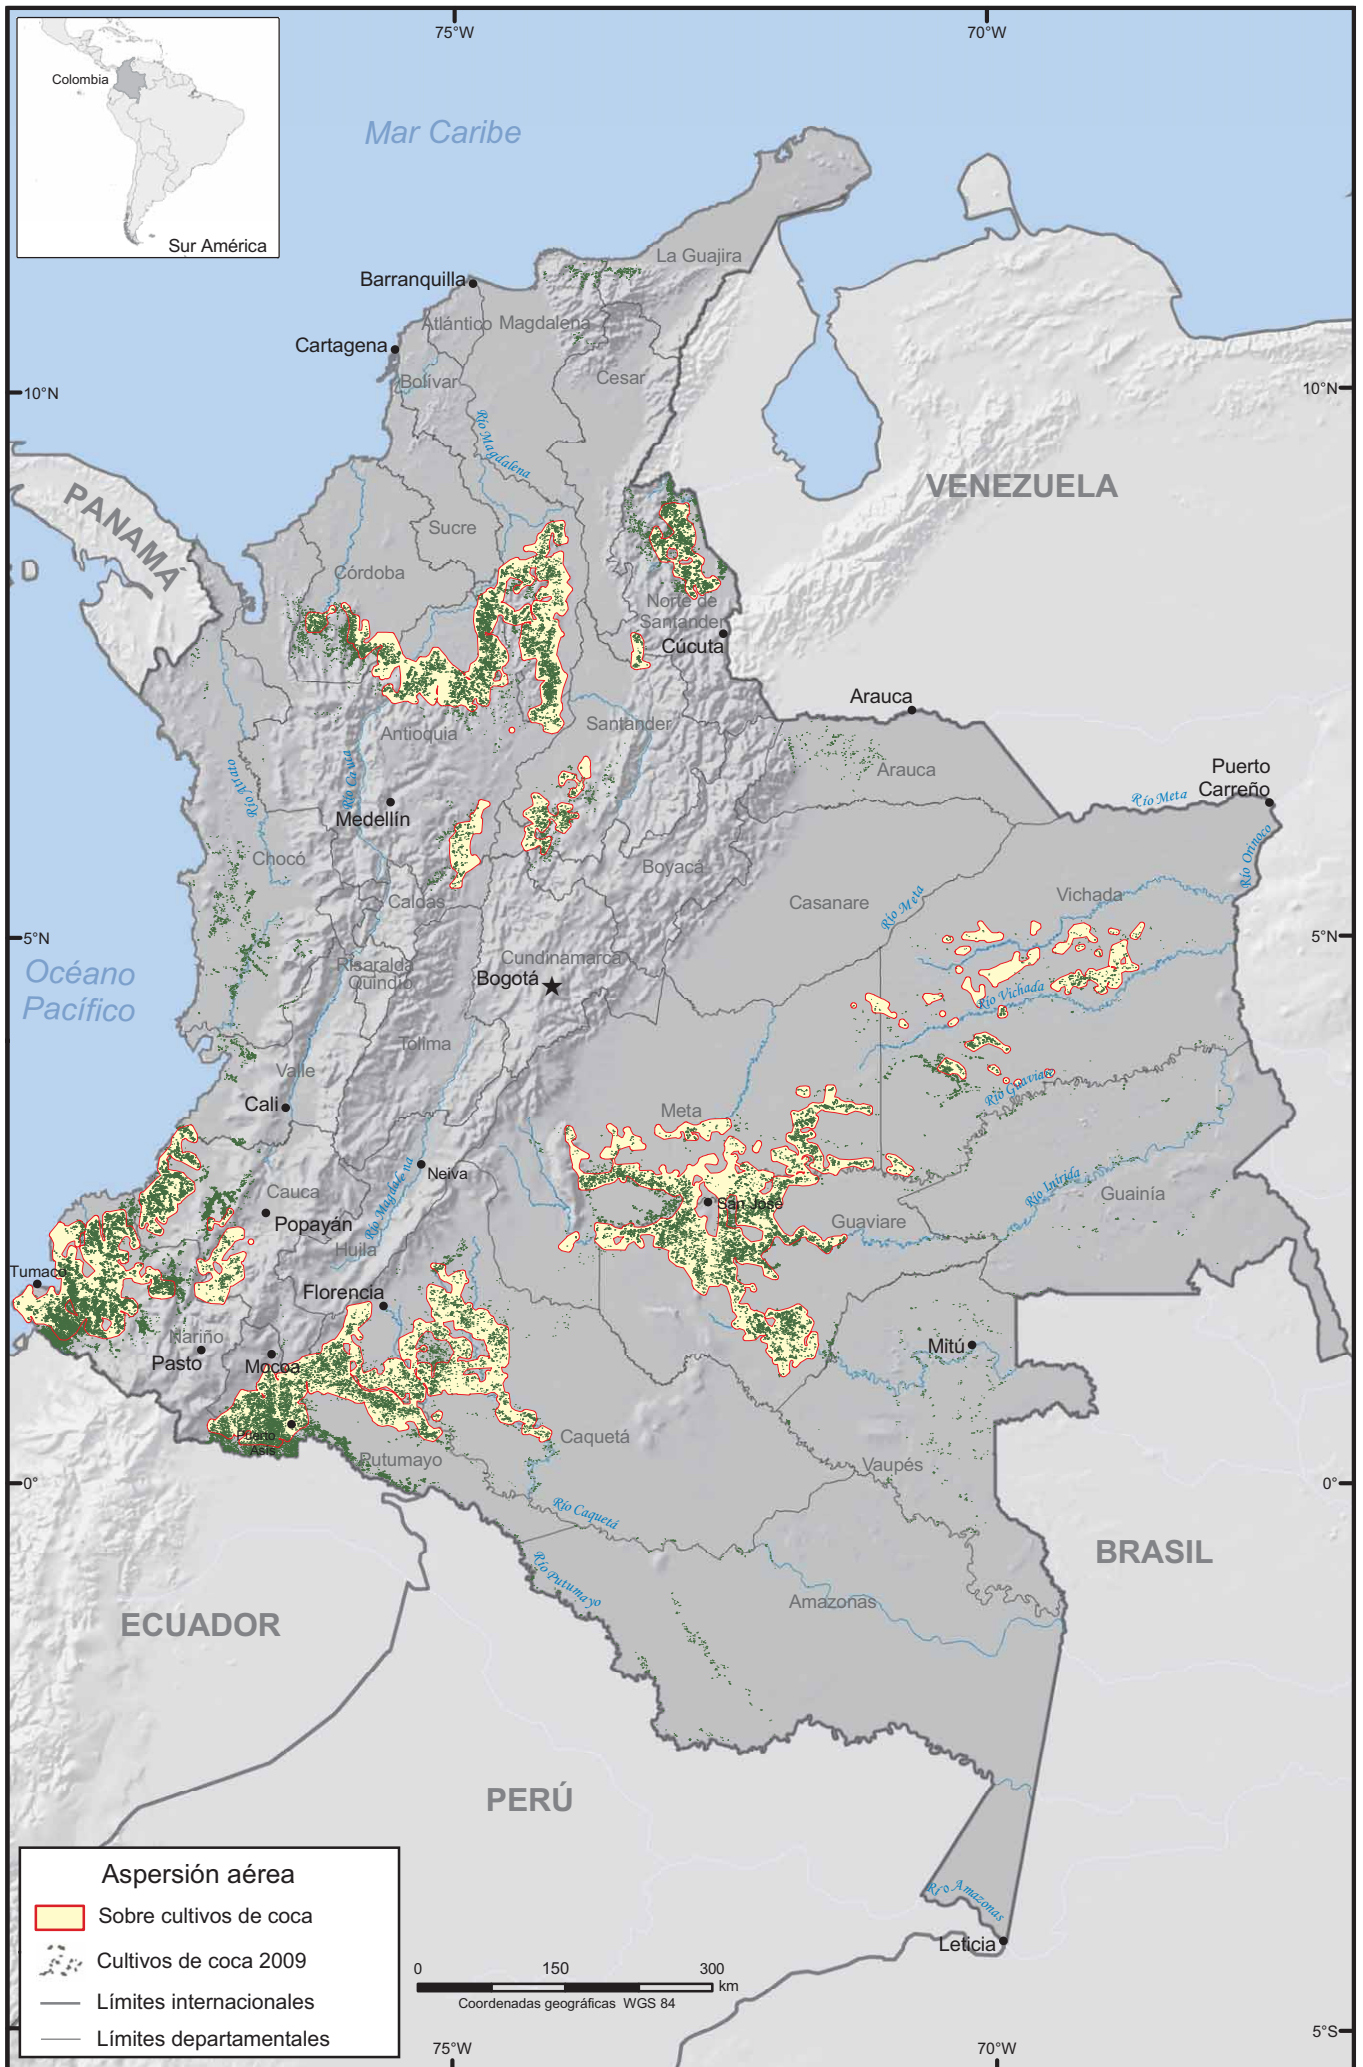 75°W
70°W
Colombia
Sur América
Mar Caribe
La Guajira
Barranquilla
Atlántico
Magdalena
Cartagena
Bolívar
Cesar
10°N
10°N
Río Magdalena
VENEZUELA
PANAMÁ
Sucre
Córdoba
Norte de
Santander
Cúcuta
Arauca
Santander
Antioquia
Arauca
Puerto
Carreño
Río Meta
Río Atrato
Río Cauca
Medellín
Río Orinoco
Chocó
Boyacá
Caldas
Casanare
Vichada
Río Meta
5°N
5°N
Océano
Pacífico
Risaralda
Quindío
Cundinamarca
Bogotá
Río Vichada
Tolima
Valle
Río Guaviare
Cali
Meta
Neiva
Río Magdalena
Cauca
Popayán
San José
Río Inírida
Guainía
Guaviare
Huila
Tumaco
Florencia
Nariño
Pasto
Mocoa
Mitú
Puerto
Asís
Caquetá
Putumayo
Vaupés
0°
0°
Río Caquetá
BRASIL
Río Putumayo
Amazonas
ECUADOR
PERÚ
Río Amazonas
Leticia
Aspersión aérea
Sobre cultivos de coca
Cultivos de coca 2009
Límites internacionales
Límites departamentales
0 150 300
km
Coordenadas geográficas WGS 84
5°S
75°W
70°W